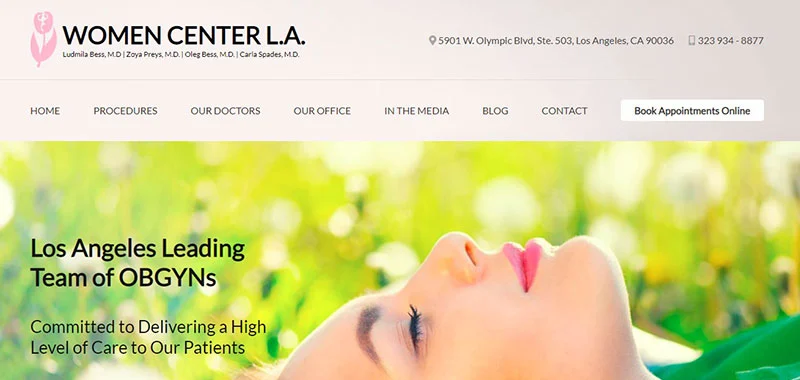 WOMEN CENTER L.A.
Ludmila Bess, M.D | Zoya Preys, M.D. | Oleg Bess, M.D. | Carla Spades, M.D.
5901 W. Olympic Blvd, Ste. 503, Los Angeles, CA 90036
323 934 - 8877
HOME
PROCEDURES
OUR DOCTORS
OUR OFFICE
IN THE MEDIA
BLOG
CONTACT
Book Appointments Online
Los Angeles Leading
Team of OBGYNs
Committed to Delivering a High
Level of Care to Our Patients